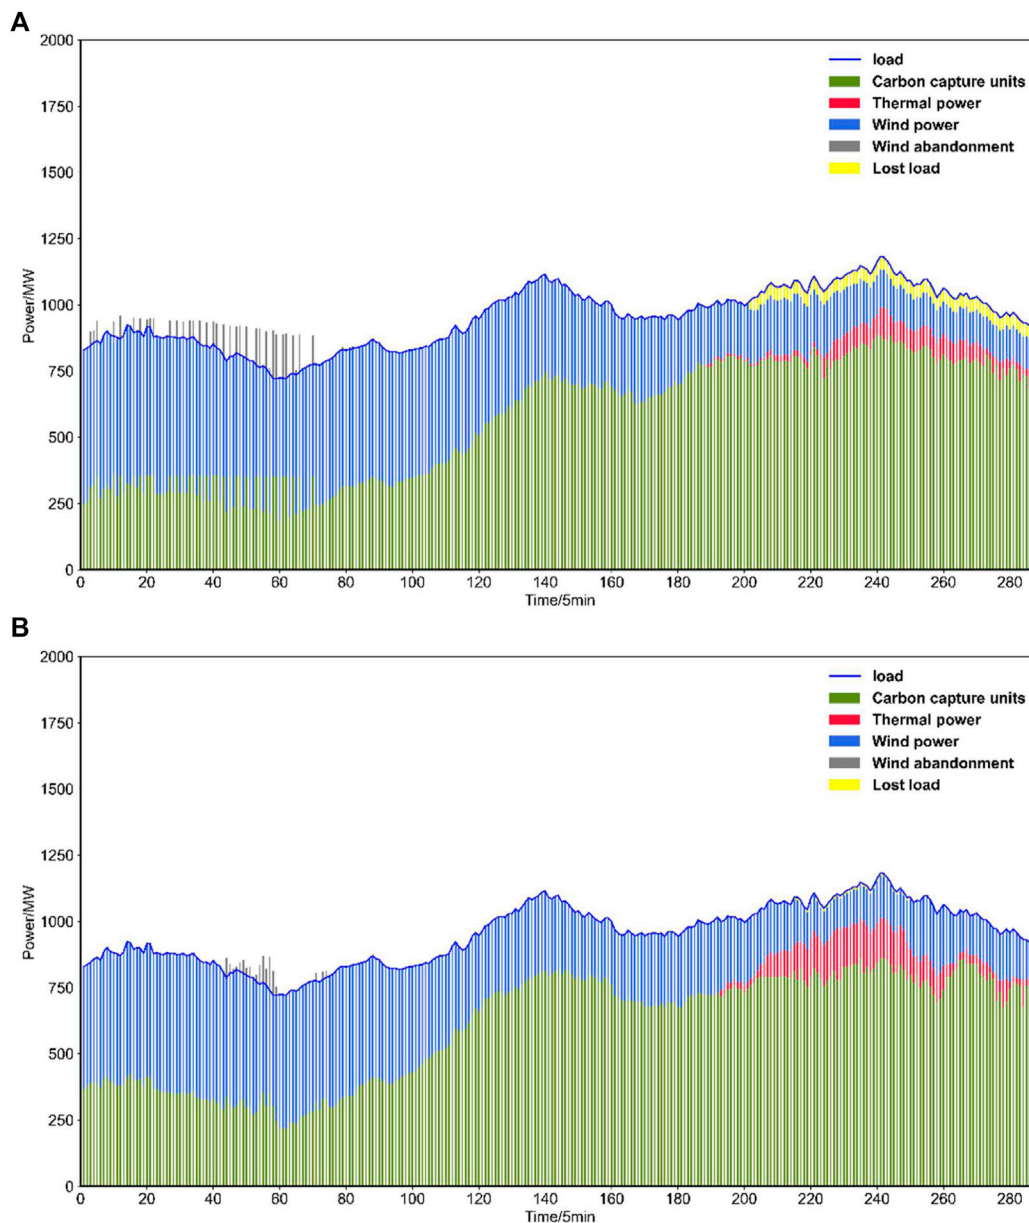 A
2000
1750
1500
1250
1000
750
500
250
0
Power/MW
load
Carbon capture units
Thermal power
Wind power
Wind abandonment
Lost load
0 20 40 60 80 100 120 140 160 180 200 220 240 260 280
Time/5min
B
2000
1750
1500
1250
1000
750
500
250
0
Power/MW
load
Carbon capture units
Thermal power
Wind power
Wind abandonment
Lost load
0 20 40 60 80 100 120 140 160 180 200 220 240 260 280
Time/5min